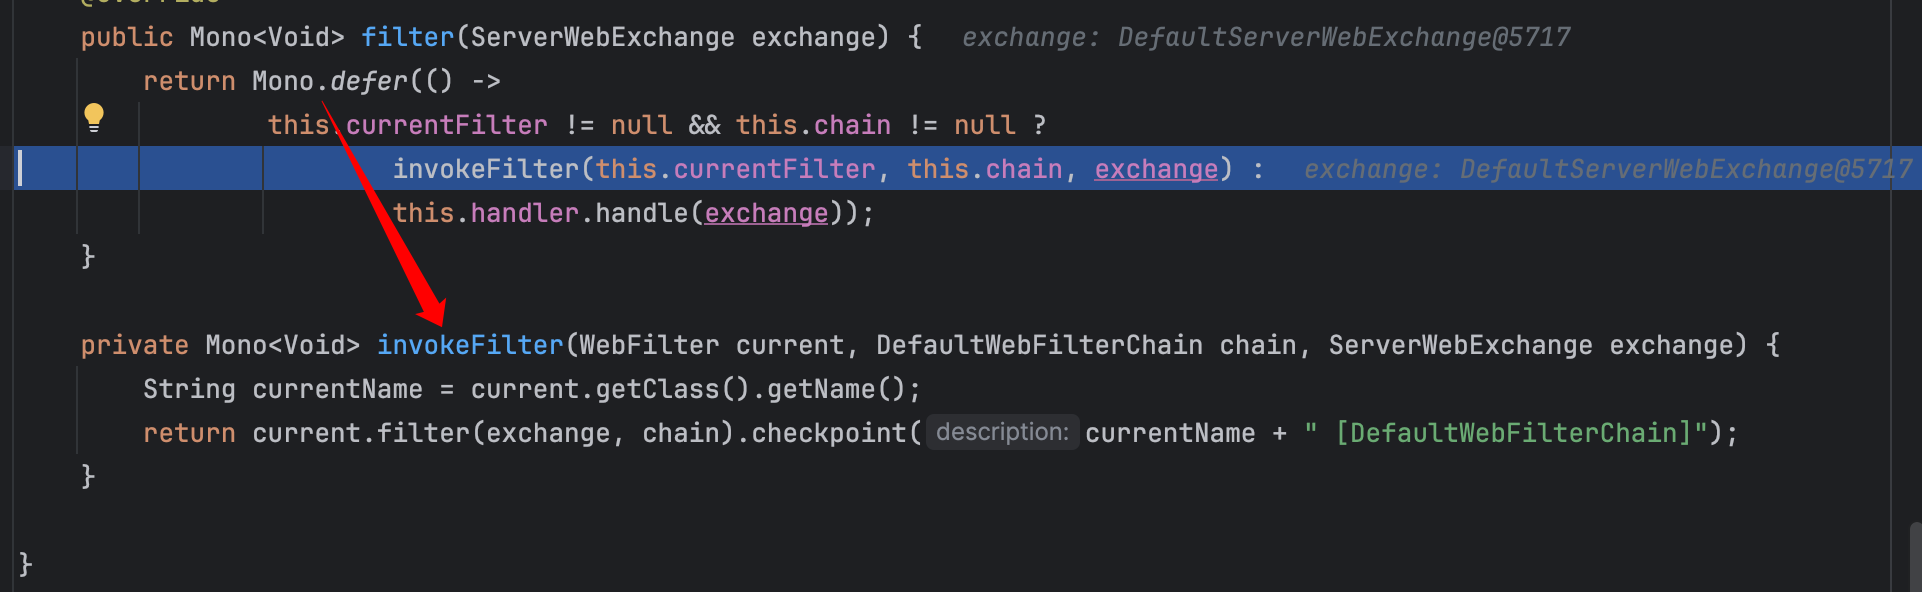 @Override
public Mono<Void> filter(ServerWebExchange exchange) { exchange: DefaultServerWebExchange@5717
return Mono.defer(() ->
this.currentFilter != null && this.chain != null ?
invokeFilter(this.currentFilter, this.chain, exchange) : exchange: DefaultServerWebExchange@5717
this.handler.handle(exchange));
}
private Mono<Void> invokeFilter(WebFilter current, DefaultWebFilterChain chain, ServerWebExchange exchange) {
String currentName = current.getClass().getName();
return current.filter(exchange, chain).checkpoint( description: currentName + " [DefaultWebFilterChain]");
}
}